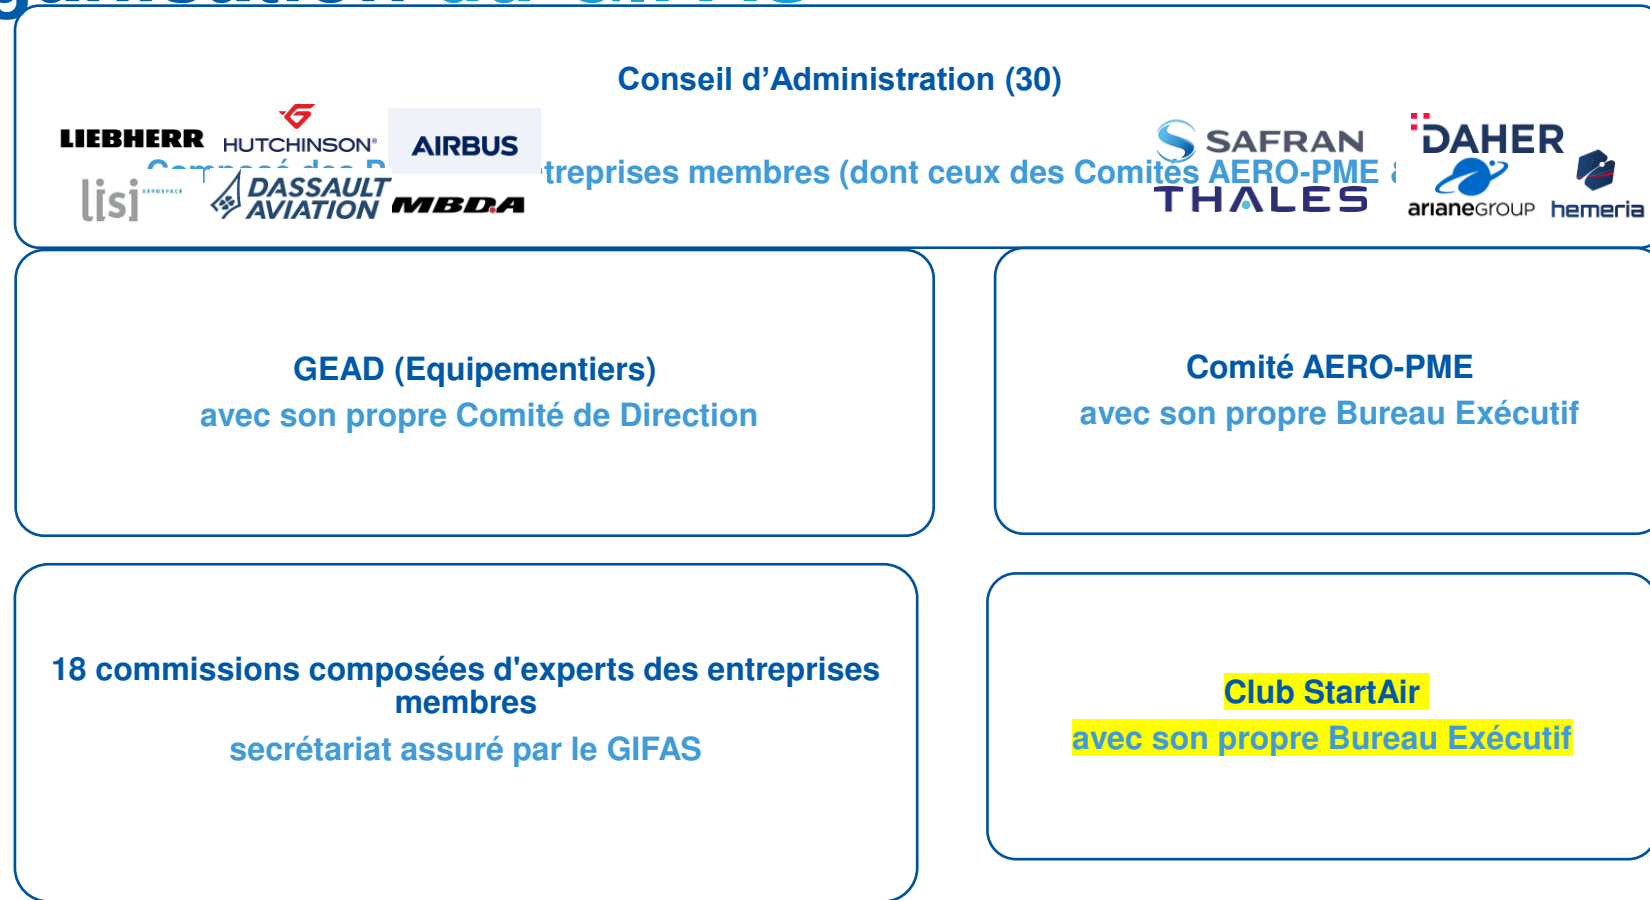 Conseil d'Administration (30)
LIEBHERR HUTCHINSON® AIRBUS SAFRAN DAHER
treprises membres (dont ceux des Comités AERO-PME
lisi AEROSPACE DASSAULT AVIATION MBDA THALES arianeGROUP hemeria
GEAD (Equipementiers)
avec son propre Comité de Direction
Comité AERO-PME
avec son propre Bureau Exécutif
18 commissions composées d'experts des entreprises
membres
secrétariat assuré par le GIFAS
Club StartAir
avec son propre Bureau Exécutif